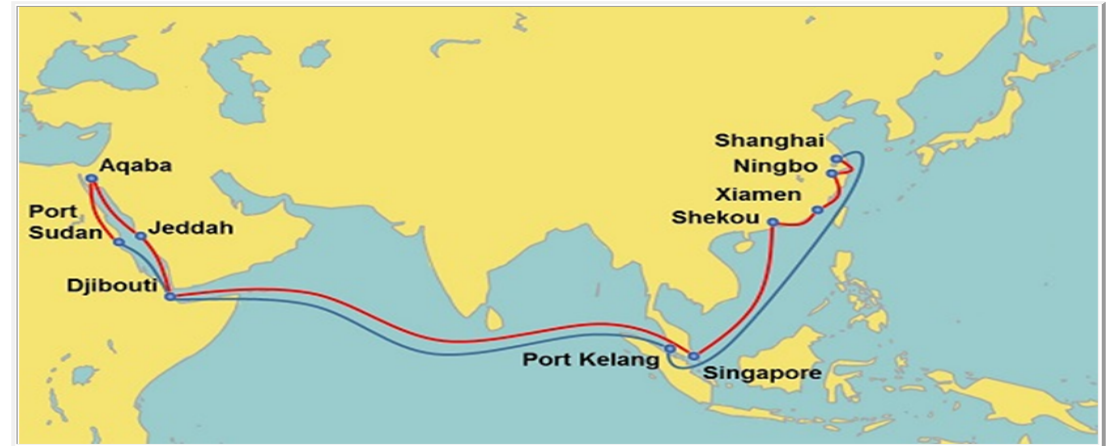 Shanghai
Ningbo
Xiamen
Shekou
Aqaba
Port
Sudan
Jeddah
Djibouti
Port Kelang
Singapore